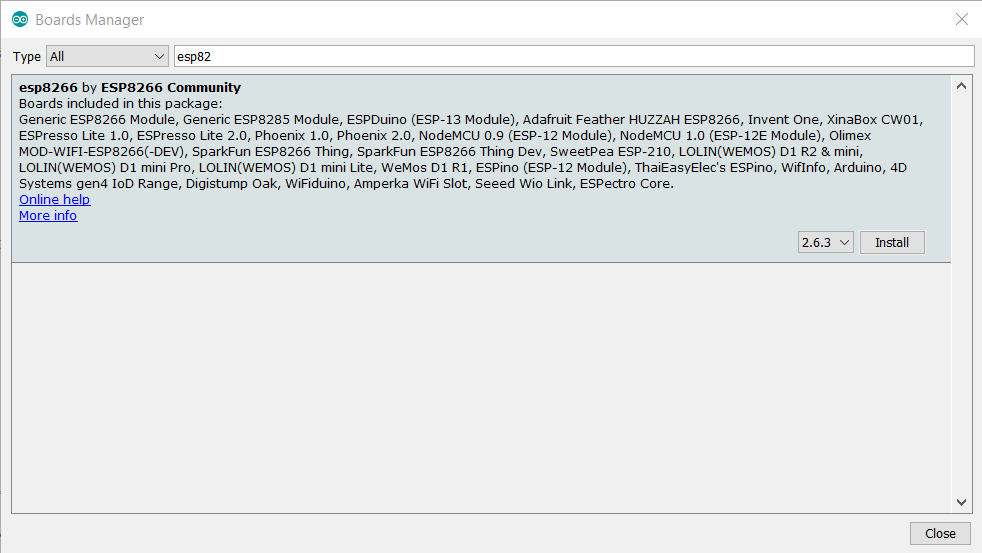 Boards Manager
Type All esp82
esp8266 by ESP8266 Community
Boards included in this package:
Generic ESP8266 Module, Generic ESP8285 Module, ESPDuino (ESP-13 Module), Adafruit Feather HUZZAH ESP8266, Invent One, XinaBox CW01,
ESPresso Lite 1.0, ESPresso Lite 2.0, Phoenix 1.0, Phoenix 2.0, NodeMCU 0.9 (ESP-12 Module), NodeMCU 1.0 (ESP-12E Module), Olimex
MOD-WIFI-ESP8266(-DEV), SparkFun ESP8266 Thing, SparkFun ESP8266 Thing Dev, SweetPea ESP-210, LOLIN(WEMOS) D1 R2 & mini,
LOLIN(WEMOS) D1 mini Pro, LOLIN(WEMOS) D1 mini Lite, WeMos D1 R1, ESPino (ESP-12 Module), ThaiEasyElec's ESPino, WifInfo, Arduino, 4D
Systems gen4 IoD Range, Digistump Oak, WiFiduino, Amperka WiFi Slot, Seeed Wio Link, ESPectro Core.
Online help
More info
2.6.3 Install
Close